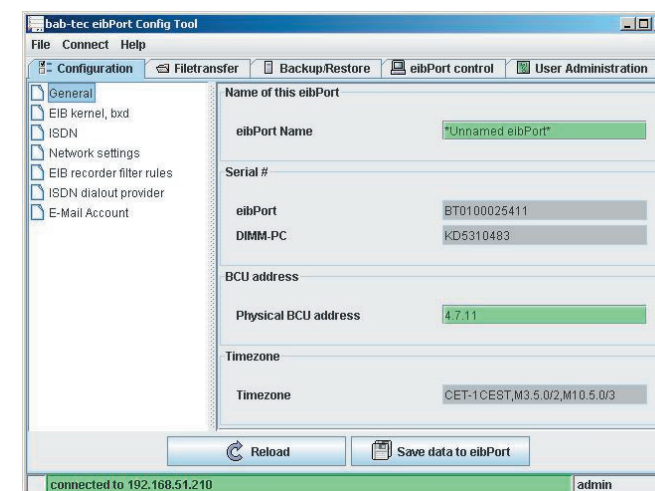 bab-tec eibPort Config Tool
File Connect Help
Configuration Filetransfer Backup/Restore eibPort control User Administration
General
EIB kernel, bxd
ISDN
Network settings
EIB recorder filter rules
ISDN dialout provider
E-Mail Account
Name of this eibPort
eibPort Name *Unnamed eibPort*
Serial #
eibPort BT0100025411
DIMM-PC KD5310483
BCU address
Physical BCU address 4.7.11
Timezone
Timezone CET-1CEST,M3.5.0/2,M10.5.0/3
Reload Save data to eibPort
connected to 192.168.51.210 admin